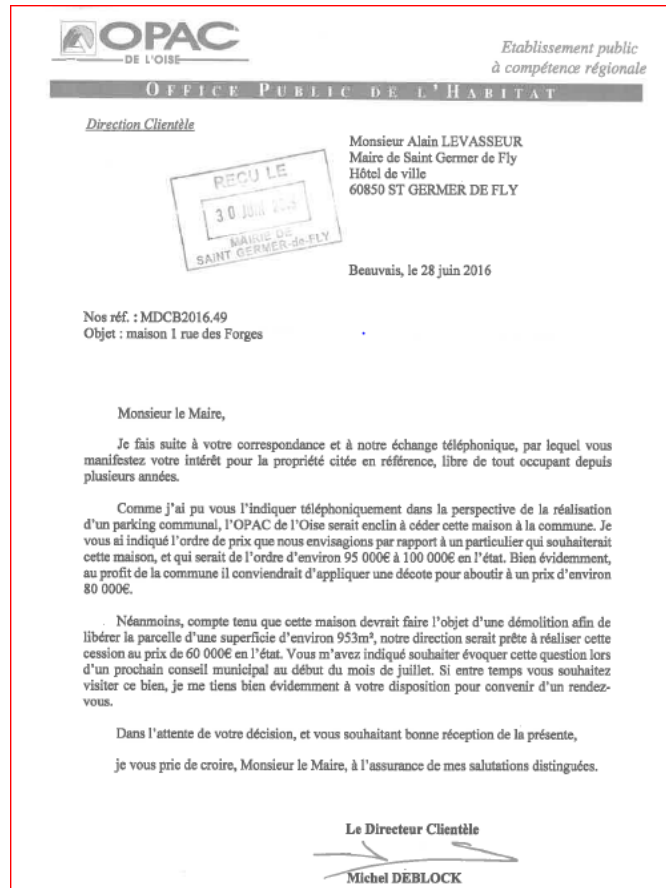 OPAC
DE L'OISE
Etablissement public
à compétence régionale
OFFICE PUBLIC DE L'HABITAT
Direction Clientèle
Monsieur Alain LEVASSEUR
Maire de Saint Germer de Fly
Hôtel de ville
60850 ST GERMER DE FLY
REÇU LE
30 JUIN
MAIRIE DE
SAINT GERMER-de-FLY
Beauvais, le 28 juin 2016
Nos réf. : MDCB2016.49
Objet : maison 1 rue des Forges
Monsieur le Maire,
Je fais suite à votre correspondance et à notre échange téléphonique, par lequel vous
manifestez votre intérêt pour la propriété citée en référence, libre de tout occupant depuis
plusieurs années.
Comme j'ai pu vous l'indiquer téléphoniquement dans la perspective de la réalisation
d'un parking communal, l'OPAC de l'Oise serait enclin à céder cette maison à la commune. Je
vous ai indiqué l'ordre de prix que nous envisagions par rapport à un particulier qui souhaiterait
cette maison, et qui serait de l'ordre d'environ 95 000€ à 100 000€ en l'état. Bien évidemment,
au profit de la commune il conviendrait d'appliquer une décote pour aboutir à un prix d'environ
80 000€.
Néanmoins, compte tenu que cette maison devrait faire l'objet d'une démolition afin de
libérer la parcelle d'une superficie d'environ 953m², notre direction serait prête à réaliser cette
cession au prix de 60 000€ en l'état. Vous m'avez indiqué souhaiter évoquer cette question lors
d'un prochain conseil municipal au début du mois de juillet. Si entre temps vous souhaitez
visiter ce bien, je me tiens bien évidemment à votre disposition pour convenir d'un rendez-
vous.
Dans l'attente de votre décision, et vous souhaitant bonne réception de la présente,
je vous prie de croire, Monsieur le Maire, à l'assurance de mes salutations distinguées.
Le Directeur Clientèle
Michel DEBLOCK